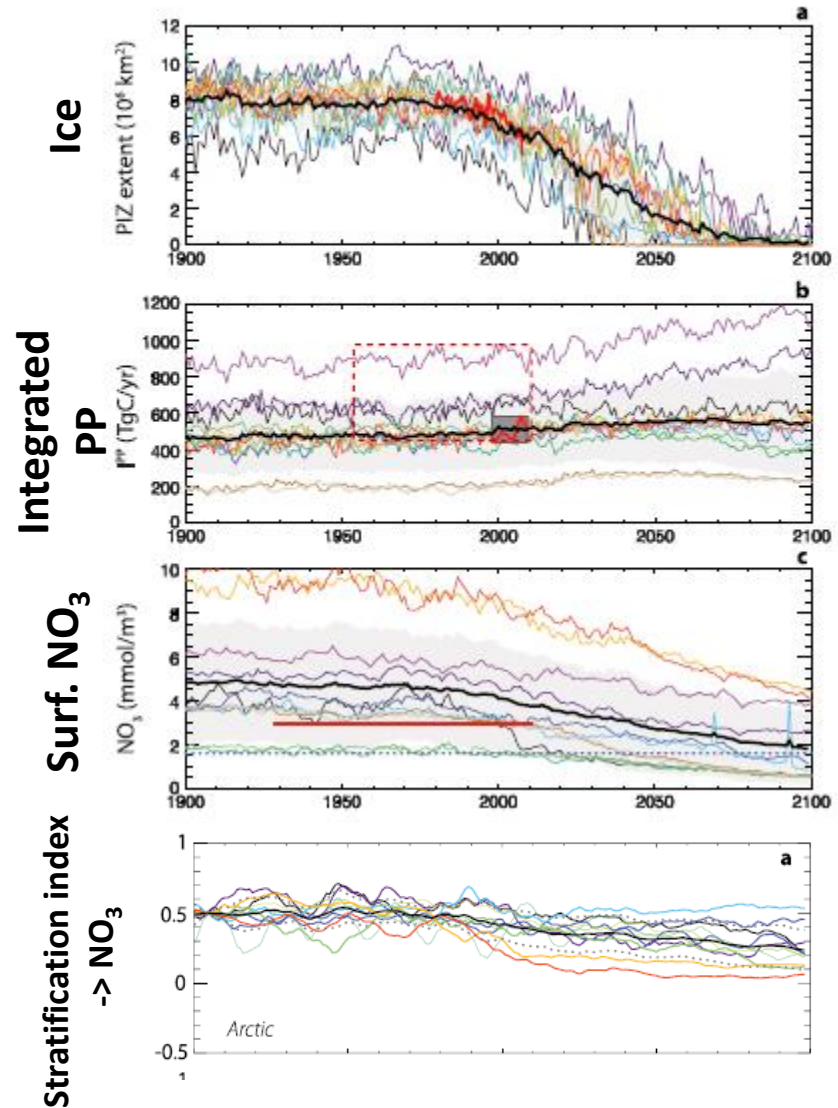 a
Ice
PIZ extent (10⁶ km²)
12
10
8
6
4
2
0
1900
1950
2000
2050
2100
b
Integrated
PP
Iᴾᴾ (TgC/yr)
1200
1000
800
600
400
200
0
1900
1950
2000
2050
2100
c
Surf. NO₃
NO₃ (mmol/m³)
10
8
6
4
2
0
1900
1950
2000
2050
2100
a
Stratification index
-> NO₃
1
0.5
0
-0.5
Arctic
1